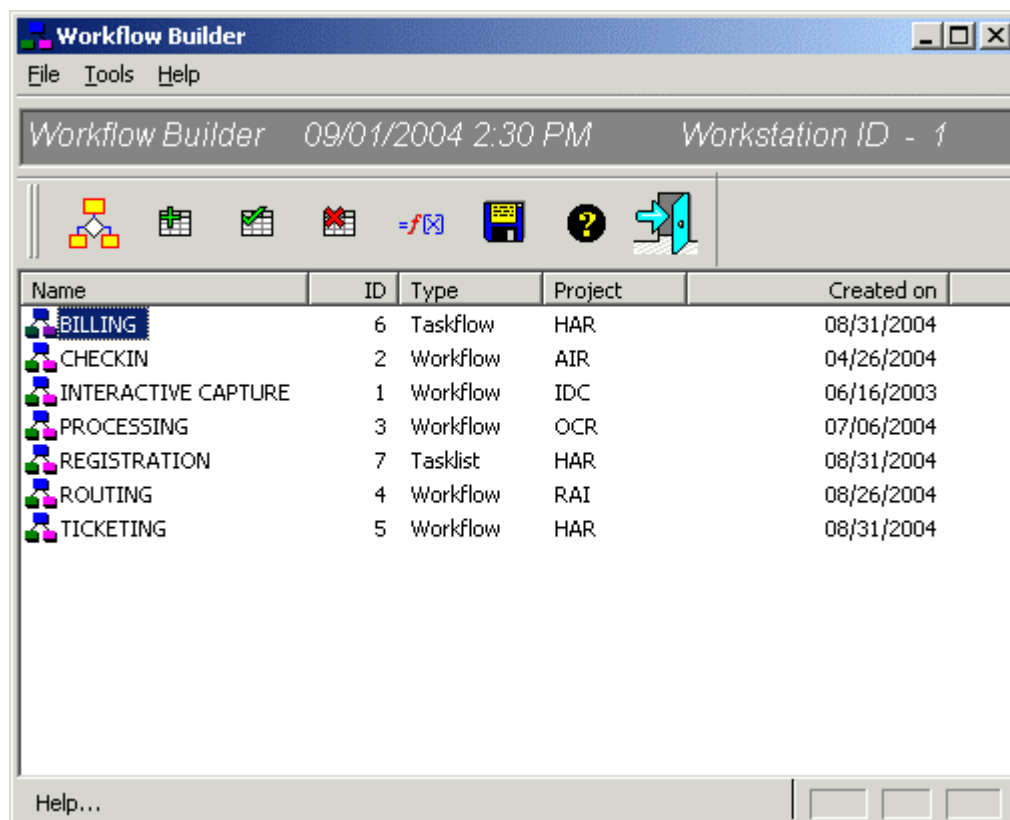 Workflow Builder
File Tools Help
Workflow Builder 09/01/2004 2:30 PM Workstation ID - 1
=f(x)
Name ID Type Project Created on
BILLING 6 Taskflow HAR 08/31/2004
CHECKIN 2 Workflow AIR 04/26/2004
INTERACTIVE CAPTURE 1 Workflow IDC 06/16/2003
PROCESSING 3 Workflow OCR 07/06/2004
REGISTRATION 7 Tasklist HAR 08/31/2004
ROUTING 4 Workflow RAI 08/26/2004
TICKETING 5 Workflow HAR 08/31/2004
Help...